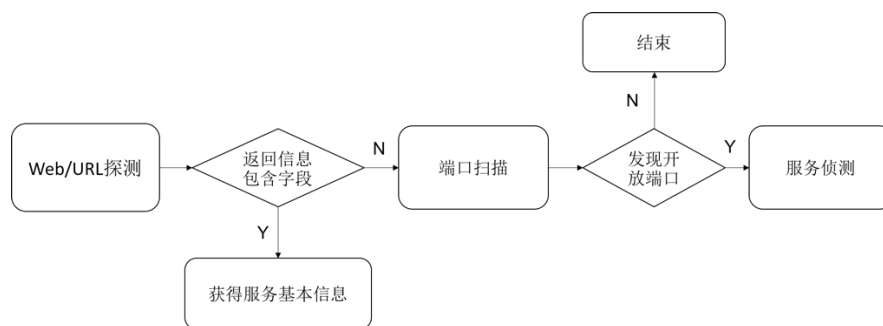 结束
N
Web/URL探测
返回信息
包含字段
N
端口扫描
发现开
放端口
Y
服务侦测
Y
获得服务基本信息